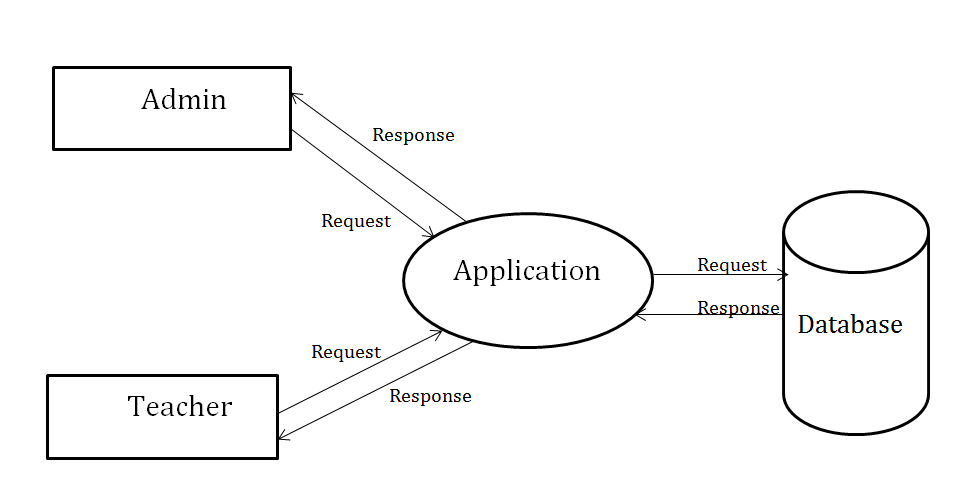 Admin
Response
Request
Application
Request
Response
Database
Request
Response
Teacher